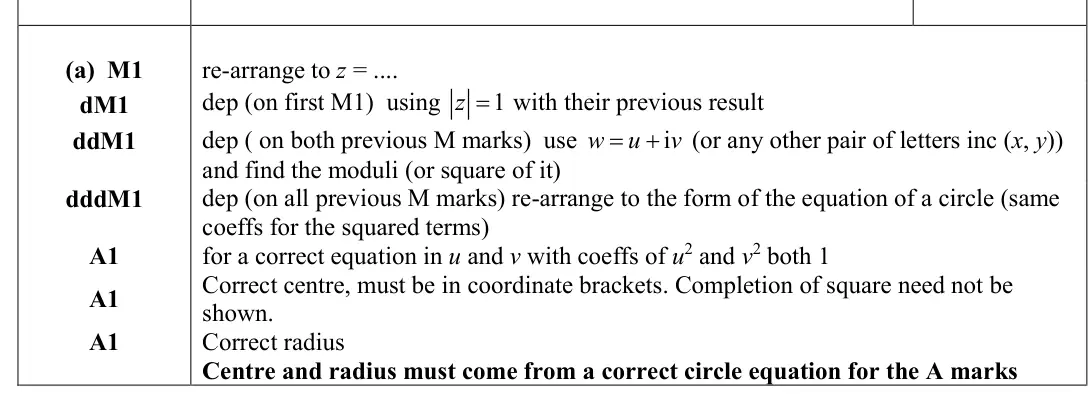 (a) M1 re-arrange to z = ....
dM1 dep (on first M1) using |z| = 1 with their previous result
ddM1 dep ( on both previous M marks) use w = u + iv (or any other pair of letters inc (x, y))
and find the moduli (or square of it)
dddM1 dep (on all previous M marks) re-arrange to the form of the equation of a circle (same
coeffs for the squared terms)
A1 for a correct equation in u and v with coeffs of u² and v² both 1
A1 Correct centre, must be in coordinate brackets. Completion of square need not be
shown.
A1 Correct radius
Centre and radius must come from a correct circle equation for the A marks